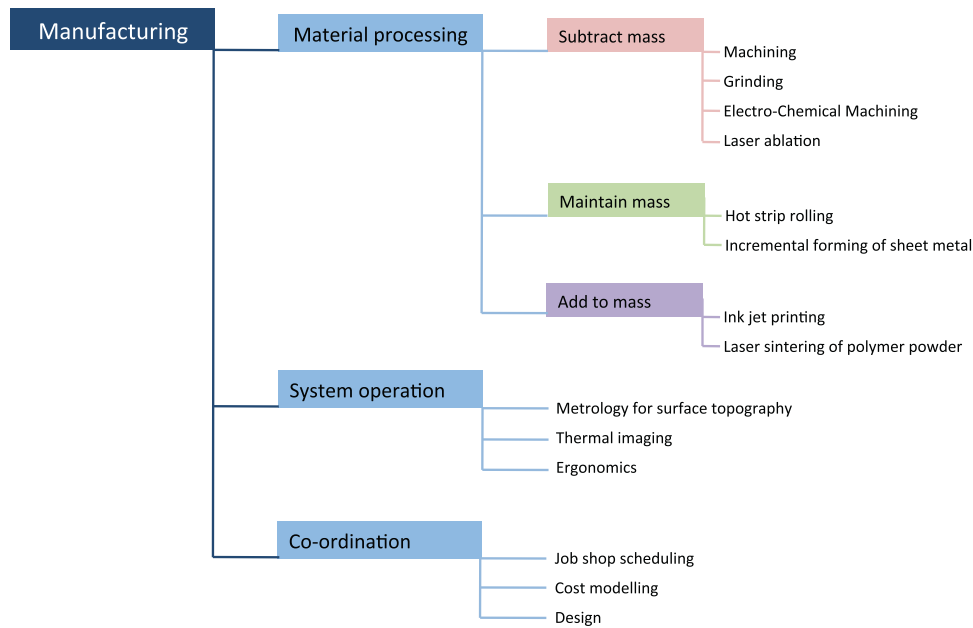 Manufacturing
Material processing
Subtract mass
Machining
Grinding
Electro-Chemical Machining
Laser ablation
Maintain mass
Hot strip rolling
Incremental forming of sheet metal
Add to mass
Ink jet printing
Laser sintering of polymer powder
System operation
Metrology for surface topography
Thermal imaging
Ergonomics
Co-ordination
Job shop scheduling
Cost modelling
Design